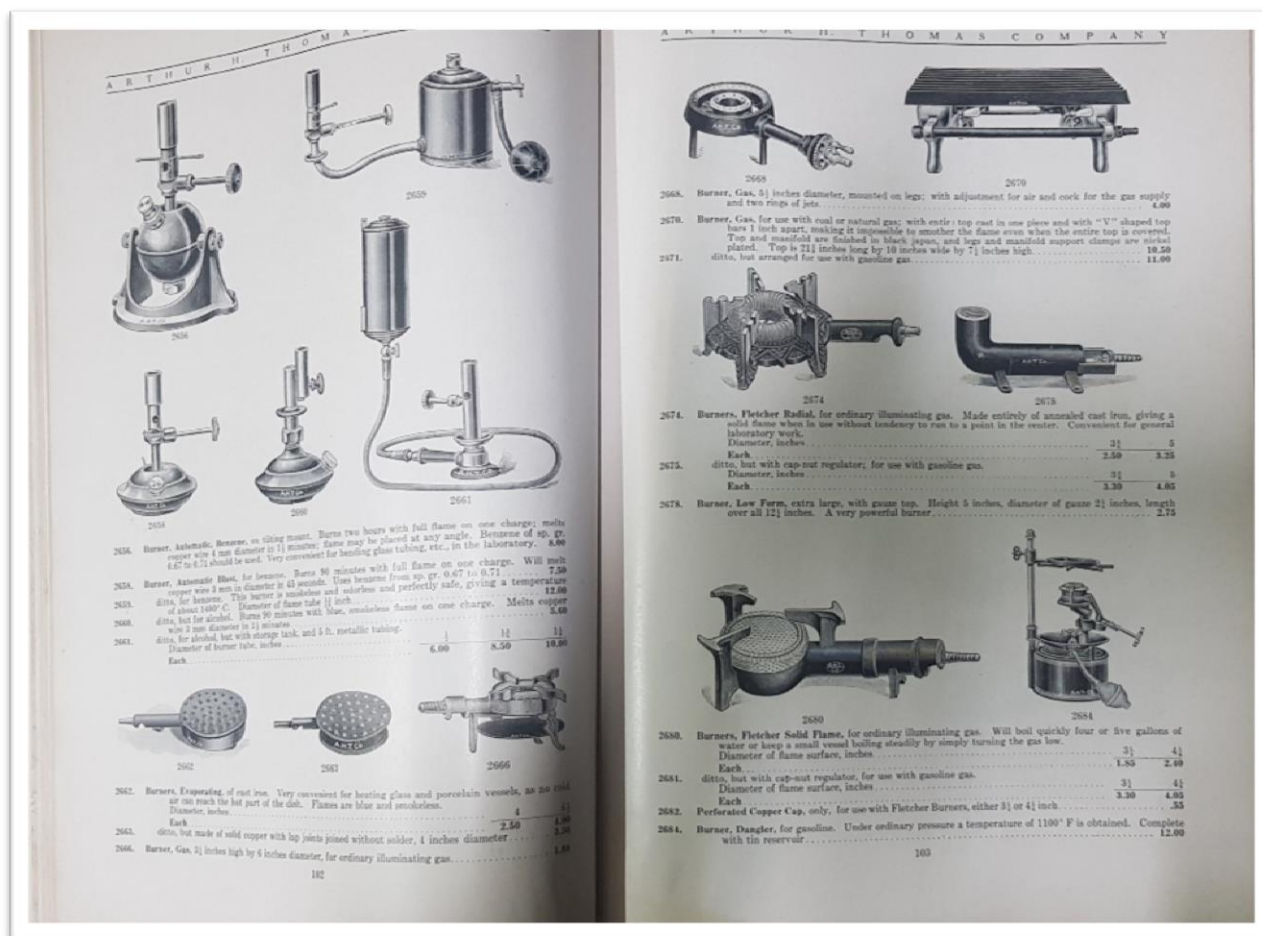 ARTHUR H. THOMAS
2656
2659
2658
2660
2661
2656. Burner, Automatic, Benzene, on tilting mount. Burns two hours with full flame on one charge; melts
copper wire 4 mm diameter in 1½ minutes; flame may be placed at any angle. Benzene of sp. gr.
0.67 to 0.71 should be used. Very convenient for bending glass tubing, etc., in the laboratory. 8.00
2658. Burner, Automatic Blast, for benzene. Burns 90 minutes with full flame on one charge. Will melt
copper wire 3 mm in diameter in 45 seconds. Uses benzene from sp. gr. 0.67 to 0.71 7.50
2659. ditto, for benzene. This burner is smokeless and odorless and perfectly safe, giving a temperature
of about 1400° C. Diameter of flame tube inch 12.00
2660. ditto, but for alcohol. Burns 90 minutes with blue, smokeless flame on one charge. Melts copper
wire 3 mm diameter in 1½ minutes
2661. ditto, for alcohol, but with storage tank, and 5 ft. metallic tubing.
Diameter of burner tube, inches
Each 6.00 8.50 10.00
2662
2663
2666
2662. Burners, Evaporating, of cast iron. Very convenient for heating glass and porcelain vessels, as no cold
air can reach the hot part of the dish. Flames are blue and smokeless.
Diameter, inches 4
Each 2.50
2663. ditto, but made of solid copper with lap joints joined without solder, 4 inches diameter
2666. Burner, Gas, high by 6 inches diameter, for ordinary illuminating gas
102
ARTHUR H. THOMAS COMPANY
2668
2670
2668. Burner, Gas, 5½ inches diameter, mounted on legs; with adjustment for air and cock for the gas supply
and two rings of jets 4.00
2670. Burner, Gas, for use with coal or natural gas; with entire top cast in one piece and with "V" shaped top
bars 1 inch apart, making it impossible to smother the flame even when the entire top is covered.
Top and manifold are finished in black japan, and legs and manifold support clamps are nickel
plated. Top is 21½ inches long by 10 inches wide by 7½ inches high 10.50
2671. ditto, but arranged for use with gasoline gas 11.00
2674
2678
2674. Burners, Fletcher Radial, for ordinary illuminating gas. Made entirely of annealed cast iron, giving a
solid flame when in use without tendency to run to a point in the center. Convenient for general
laboratory work.
Diameter, inches 5
Each 2.50 3.25
2675. ditto, but with cap-nut regulator; for use with gasoline gas.
Diameter, inches 5
Each 3.30 4.05
2678. Burner, Low Form, extra large, with gauze top. Height 5 inches, diameter of gauze 2½ inches, length
over all 12½ inches. A very powerful burner 2.75
2680
2684
2680. Burners, Fletcher Solid Flame, for ordinary illuminating gas. Will boil quickly four or five gallons of
water or keep a small vessel boiling steadily by simply turning the gas low.
Diameter of flame surface, inches 3½ 4½
Each 1.85 2.40
2681. ditto, but with cap-nut regulator, for use with gasoline gas.
Diameter of flame surface, inches 3½ 4½
Each 3.30 4.05
2682. Perforated Copper Cap, only, for use with Fletcher Burners, either 3½ or 4½ inch .35
2684. Burner, Dangler, for gasoline. Under ordinary pressure a temperature of 1100° F is obtained. Complete
with tin reservoir 12.00
103